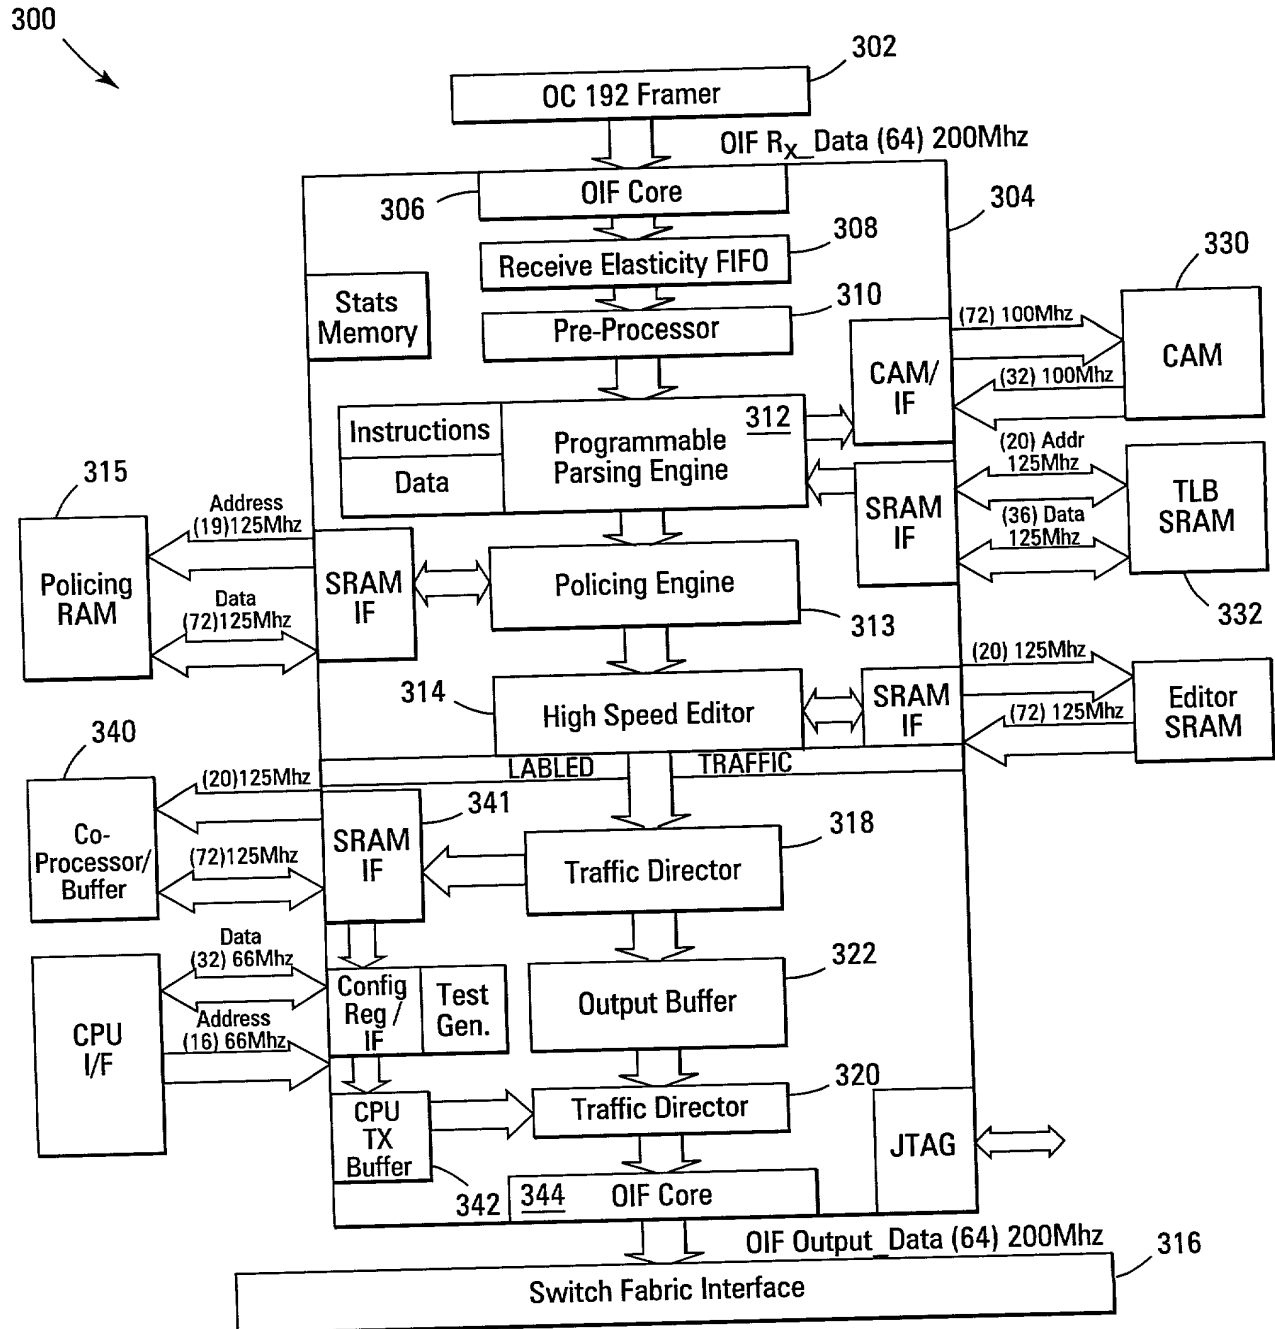 300
302
OC 192 Framer
OIF Rx_Data (64) 200Mhz
OIF Core
306
304
308
Receive Elasticity FIFO
330
Stats
Memory
310
Pre-Processor
(72) 100Mhz
CAM/
IF
CAM
(32) 100Mhz
Instructions
Data
312
Programmable
Parsing Engine
(20) Addr
125Mhz
SRAM
IF
TLB
SRAM
(36) Data
125Mhz
332
315
Address
(19)125Mhz
Policing
RAM
SRAM
IF
Data
(72)125Mhz
Policing Engine
313
314
High Speed Editor
SRAM
IF
(20) 125Mhz
Editor
SRAM
(72) 125Mhz
LABLED TRAFFIC
340
(20)125Mhz
341
Co-
Processor/
Buffer
SRAM
IF
(72)125Mhz
318
Traffic Director
Data
(32) 66Mhz
CPU
I/F
Address
(16) 66Mhz
Config
Reg /
IF
Test
Gen.
322
Output Buffer
320
Traffic Director
CPU
TX
Buffer
342
JTAG
344
OIF Core
OIF Output_Data (64) 200Mhz
316
Switch Fabric Interface